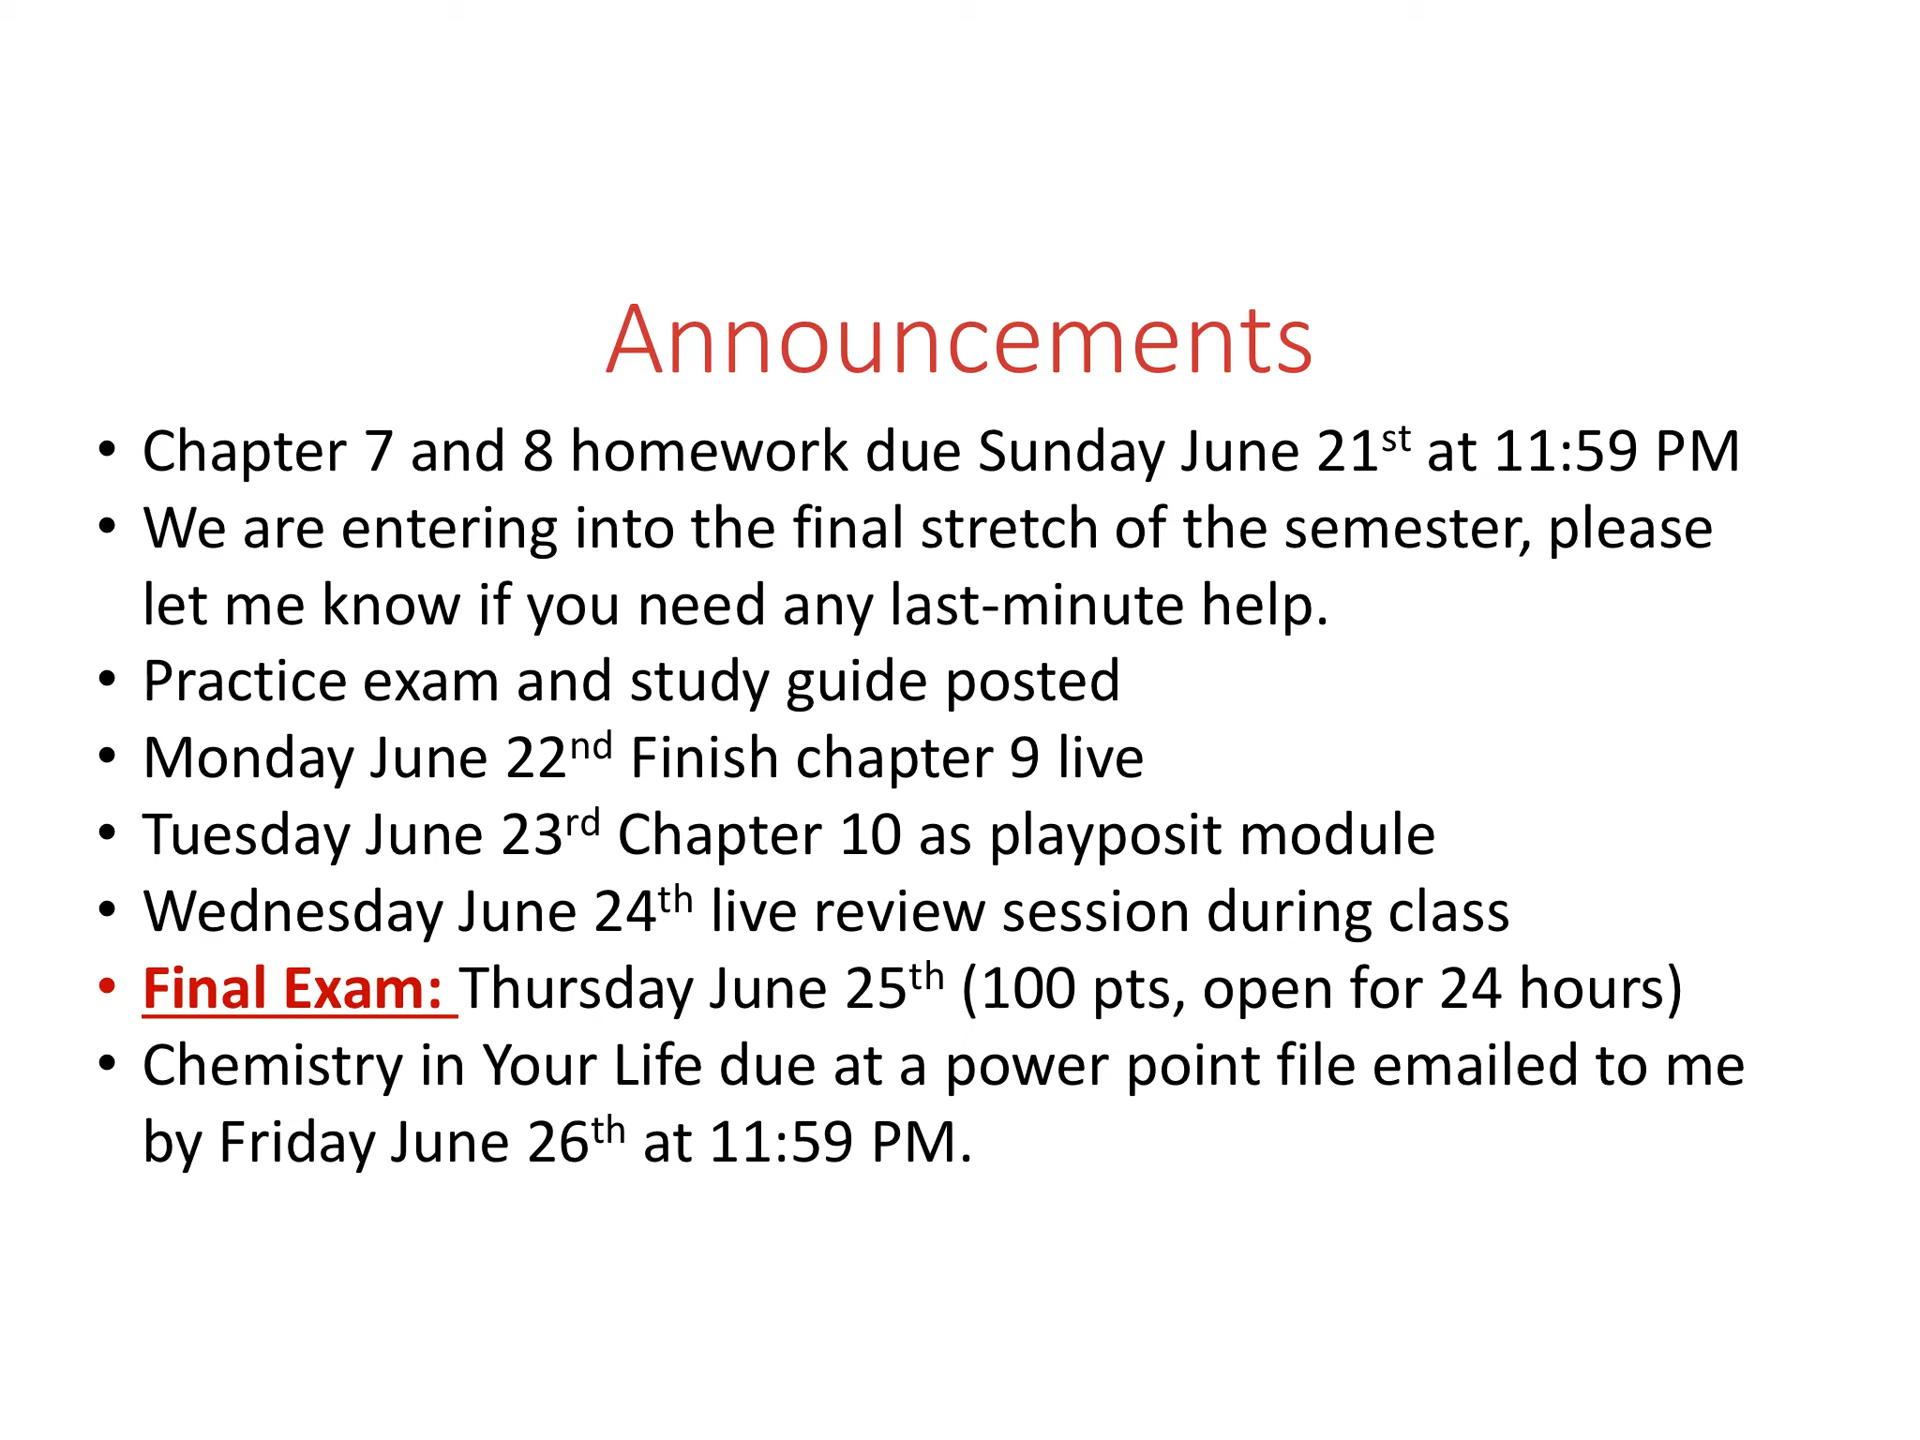 Announcements
• Chapter 7 and 8 homework due Sunday June 21st at 11:59 PM
• We are entering into the final stretch of the semester, please
let me know if you need any last-minute help.
• Practice exam and study guide posted
• Monday June 22nd Finish chapter 9 live
• Tuesday June 23rd Chapter 10 as playposit module
• Wednesday June 24th live review session during class
• Final Exam: Thursday June 25th (100 pts, open for 24 hours)
• Chemistry in Your Life due at a power point file emailed to me
by Friday June 26th at 11:59 PM.